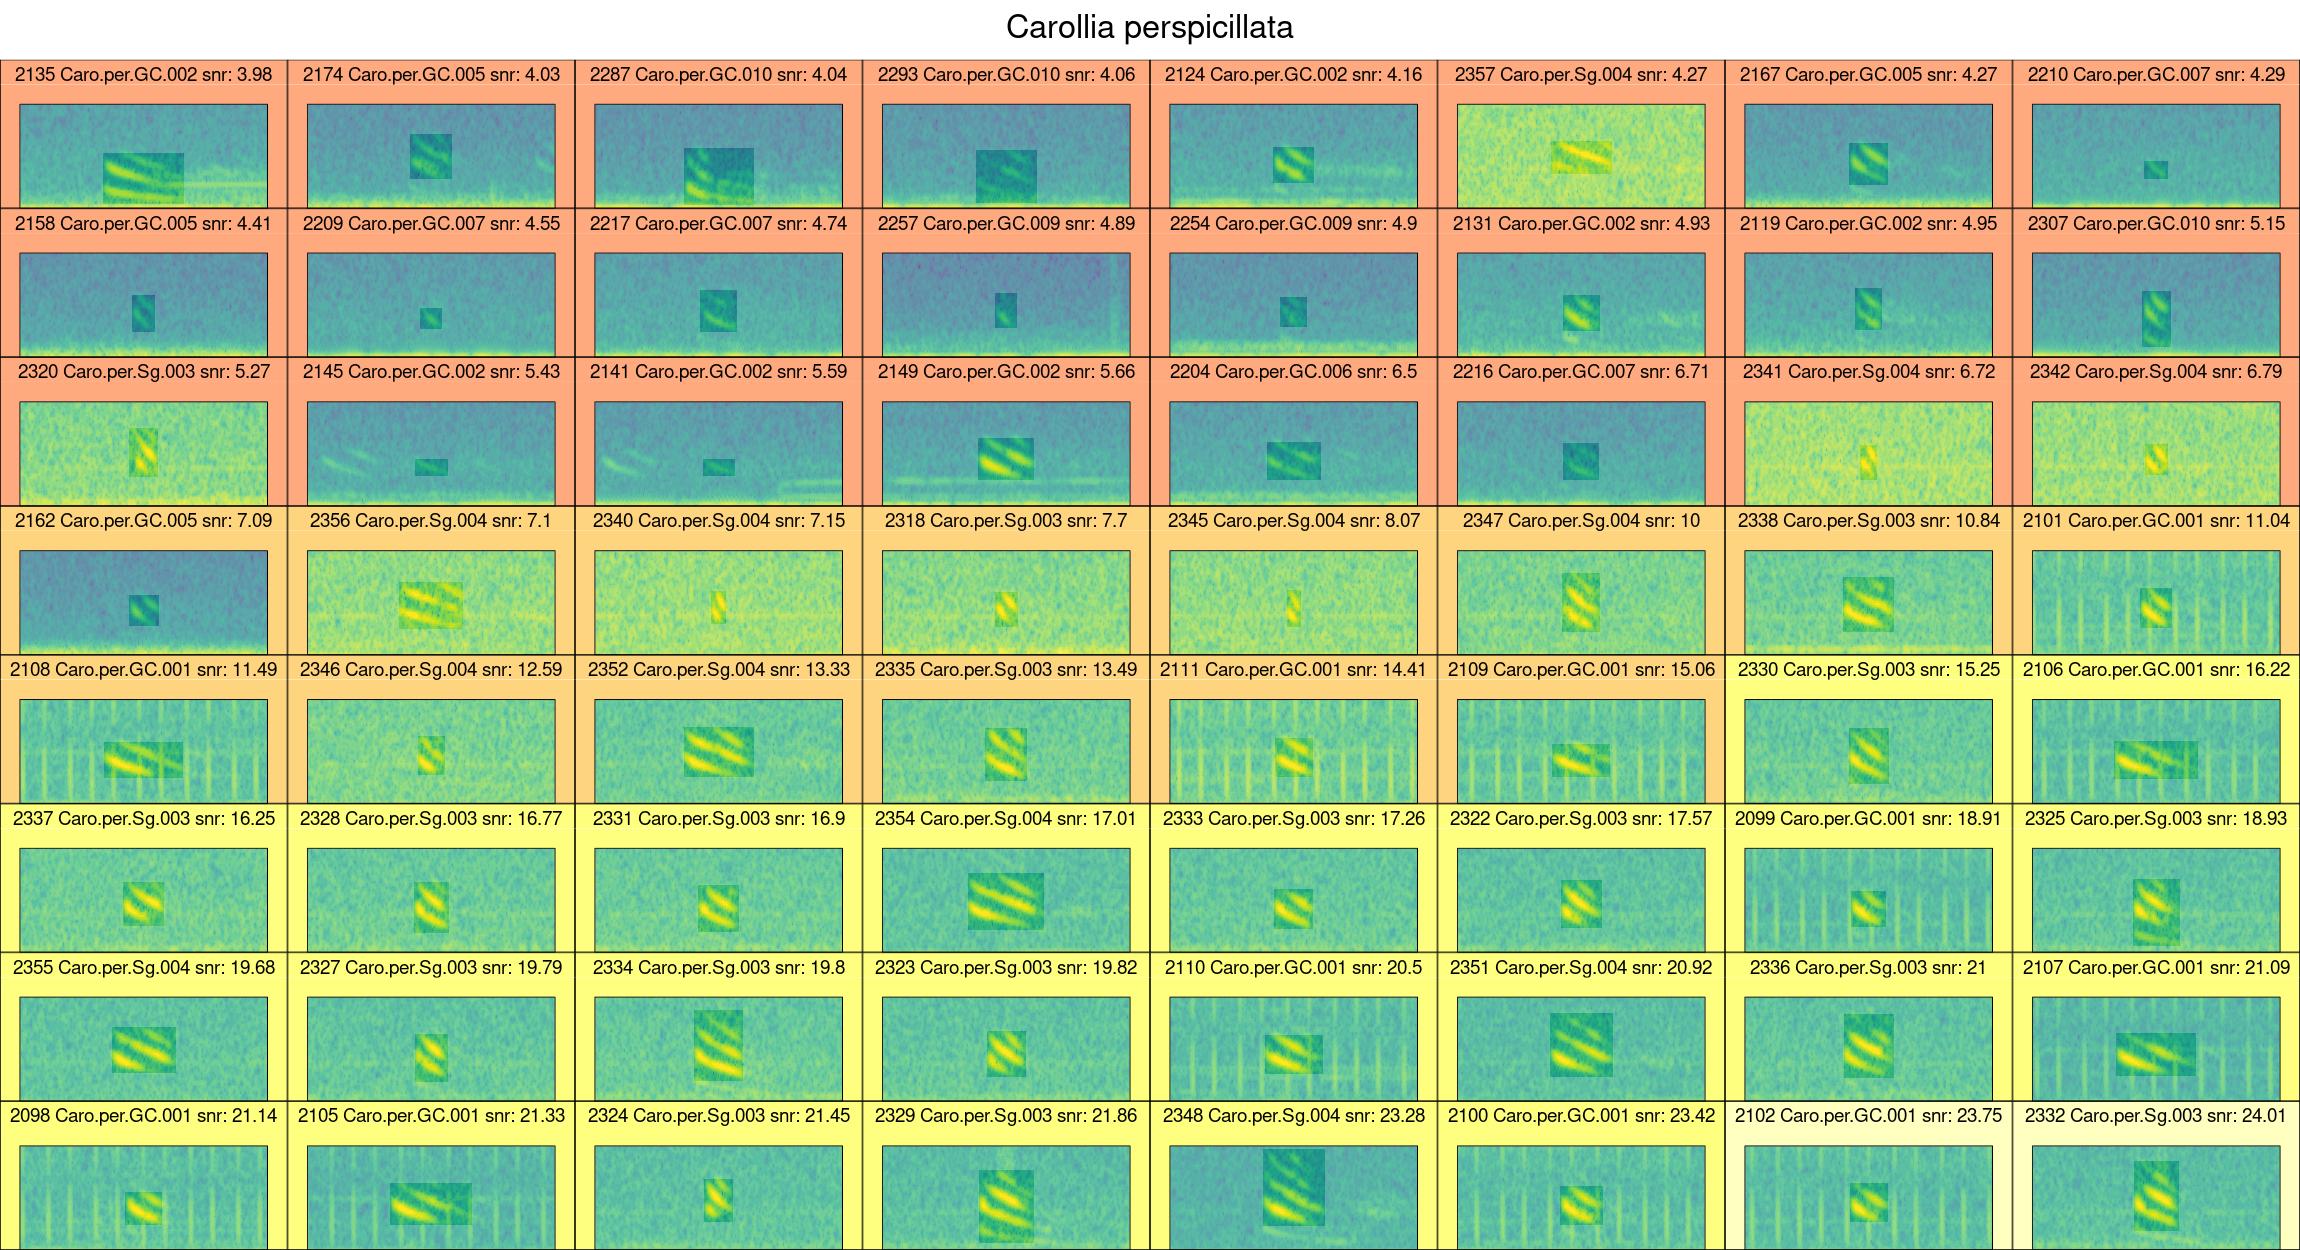 Carollia perspicillata
2135 Caro.per.GC.002 snr: 3.98
2174 Caro.per.GC.005 snr: 4.03
2287 Caro.per.GC.010 snr: 4.04
2293 Caro.per.GC.010 snr: 4.06
2124 Caro.per.GC.002 snr: 4.16
2357 Caro.per.Sg.004 snr: 4.27
2167 Caro.per.GC.005 snr: 4.27
2210 Caro.per.GC.007 snr: 4.29
2158 Caro.per.GC.005 snr: 4.41
2209 Caro.per.GC.007 snr: 4.55
2217 Caro.per.GC.007 snr: 4.74
2257 Caro.per.GC.009 snr: 4.89
2254 Caro.per.GC.009 snr: 4.9
2131 Caro.per.GC.002 snr: 4.93
2119 Caro.per.GC.002 snr: 4.95
2307 Caro.per.GC.010 snr: 5.15
2320 Caro.per.Sg.003 snr: 5.27
2145 Caro.per.GC.002 snr: 5.43
2141 Caro.per.GC.002 snr: 5.59
2149 Caro.per.GC.002 snr: 5.66
2204 Caro.per.GC.006 snr: 6.5
2216 Caro.per.GC.007 snr: 6.71
2341 Caro.per.Sg.004 snr: 6.72
2342 Caro.per.Sg.004 snr: 6.79
2162 Caro.per.GC.005 snr: 7.09
2356 Caro.per.Sg.004 snr: 7.1
2340 Caro.per.Sg.004 snr: 7.15
2318 Caro.per.Sg.003 snr: 7.7
2345 Caro.per.Sg.004 snr: 8.07
2347 Caro.per.Sg.004 snr: 10
2338 Caro.per.Sg.003 snr: 10.84
2101 Caro.per.GC.001 snr: 11.04
2108 Caro.per.GC.001 snr: 11.49
2346 Caro.per.Sg.004 snr: 12.59
2352 Caro.per.Sg.004 snr: 13.33
2335 Caro.per.Sg.003 snr: 13.49
2111 Caro.per.GC.001 snr: 14.41
2109 Caro.per.GC.001 snr: 15.06
2330 Caro.per.Sg.003 snr: 15.25
2106 Caro.per.GC.001 snr: 16.22
2337 Caro.per.Sg.003 snr: 16.25
2328 Caro.per.Sg.003 snr: 16.77
2331 Caro.per.Sg.003 snr: 16.9
2354 Caro.per.Sg.004 snr: 17.01
2333 Caro.per.Sg.003 snr: 17.26
2322 Caro.per.Sg.003 snr: 17.57
2099 Caro.per.GC.001 snr: 18.91
2325 Caro.per.Sg.003 snr: 18.93
2355 Caro.per.Sg.004 snr: 19.68
2327 Caro.per.Sg.003 snr: 19.79
2334 Caro.per.Sg.003 snr: 19.8
2323 Caro.per.Sg.003 snr: 19.82
2110 Caro.per.GC.001 snr: 20.5
2351 Caro.per.Sg.004 snr: 20.92
2336 Caro.per.Sg.003 snr: 21
2107 Caro.per.GC.001 snr: 21.09
2098 Caro.per.GC.001 snr: 21.14
2105 Caro.per.GC.001 snr: 21.33
2324 Caro.per.Sg.003 snr: 21.45
2329 Caro.per.Sg.003 snr: 21.86
2348 Caro.per.Sg.004 snr: 23.28
2100 Caro.per.GC.001 snr: 23.42
2102 Caro.per.GC.001 snr: 23.75
2332 Caro.per.Sg.003 snr: 24.01